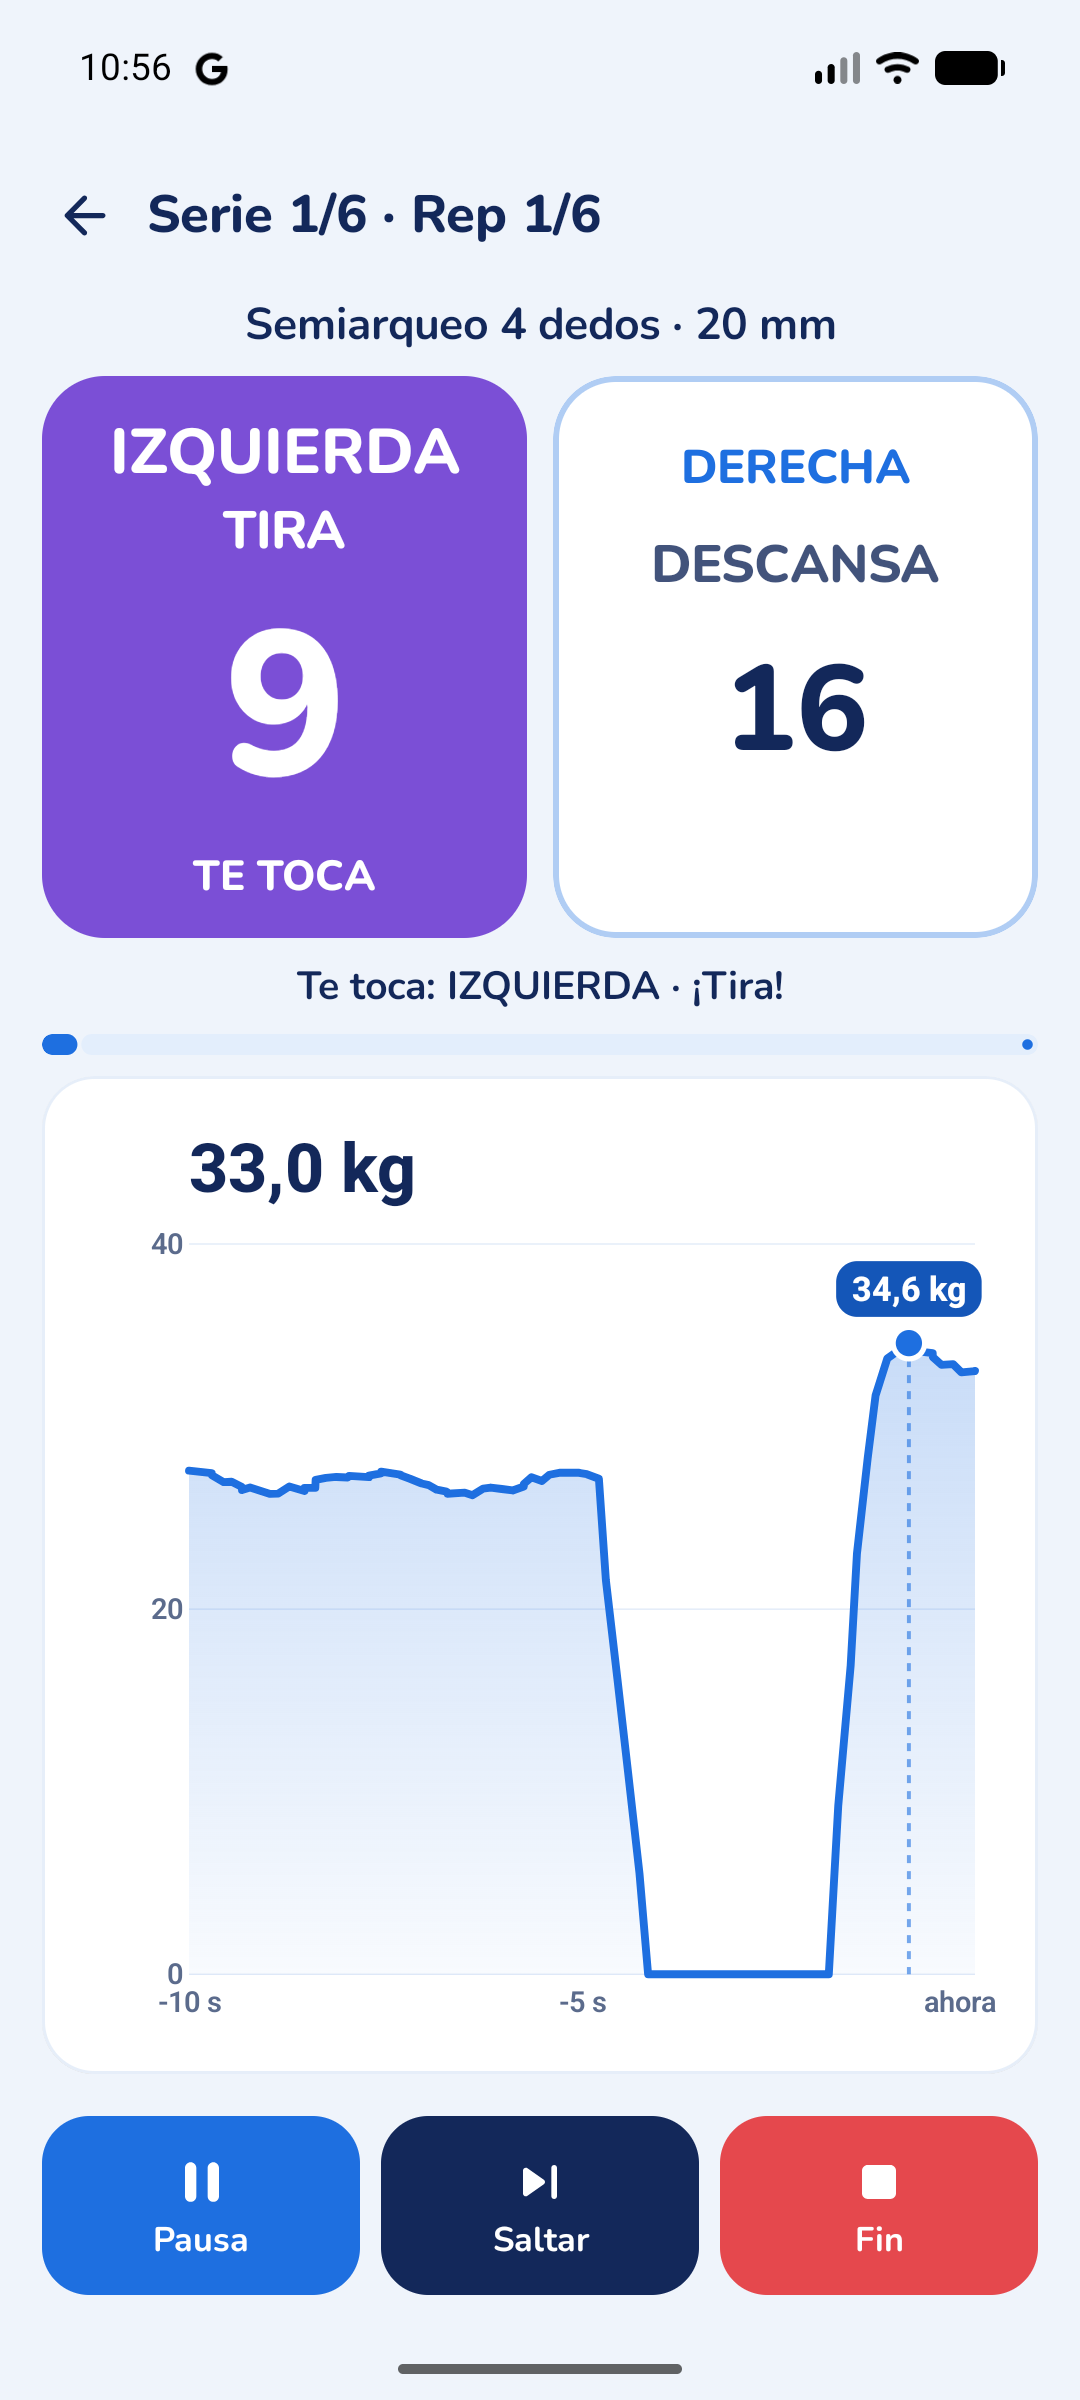 10:56
Serie 1/6 · Rep 1/6
Semiarqueo 4 dedos · 20 mm
IZQUIERDA
TIRA
9
TE TOCA
DERECHA
DESCANSA
16
Te toca: IZQUIERDA · ¡Tira!
33,0 kg
40
34,6 kg
20
0
-10 s
-5 s
ahora
Pausa
Saltar
Fin